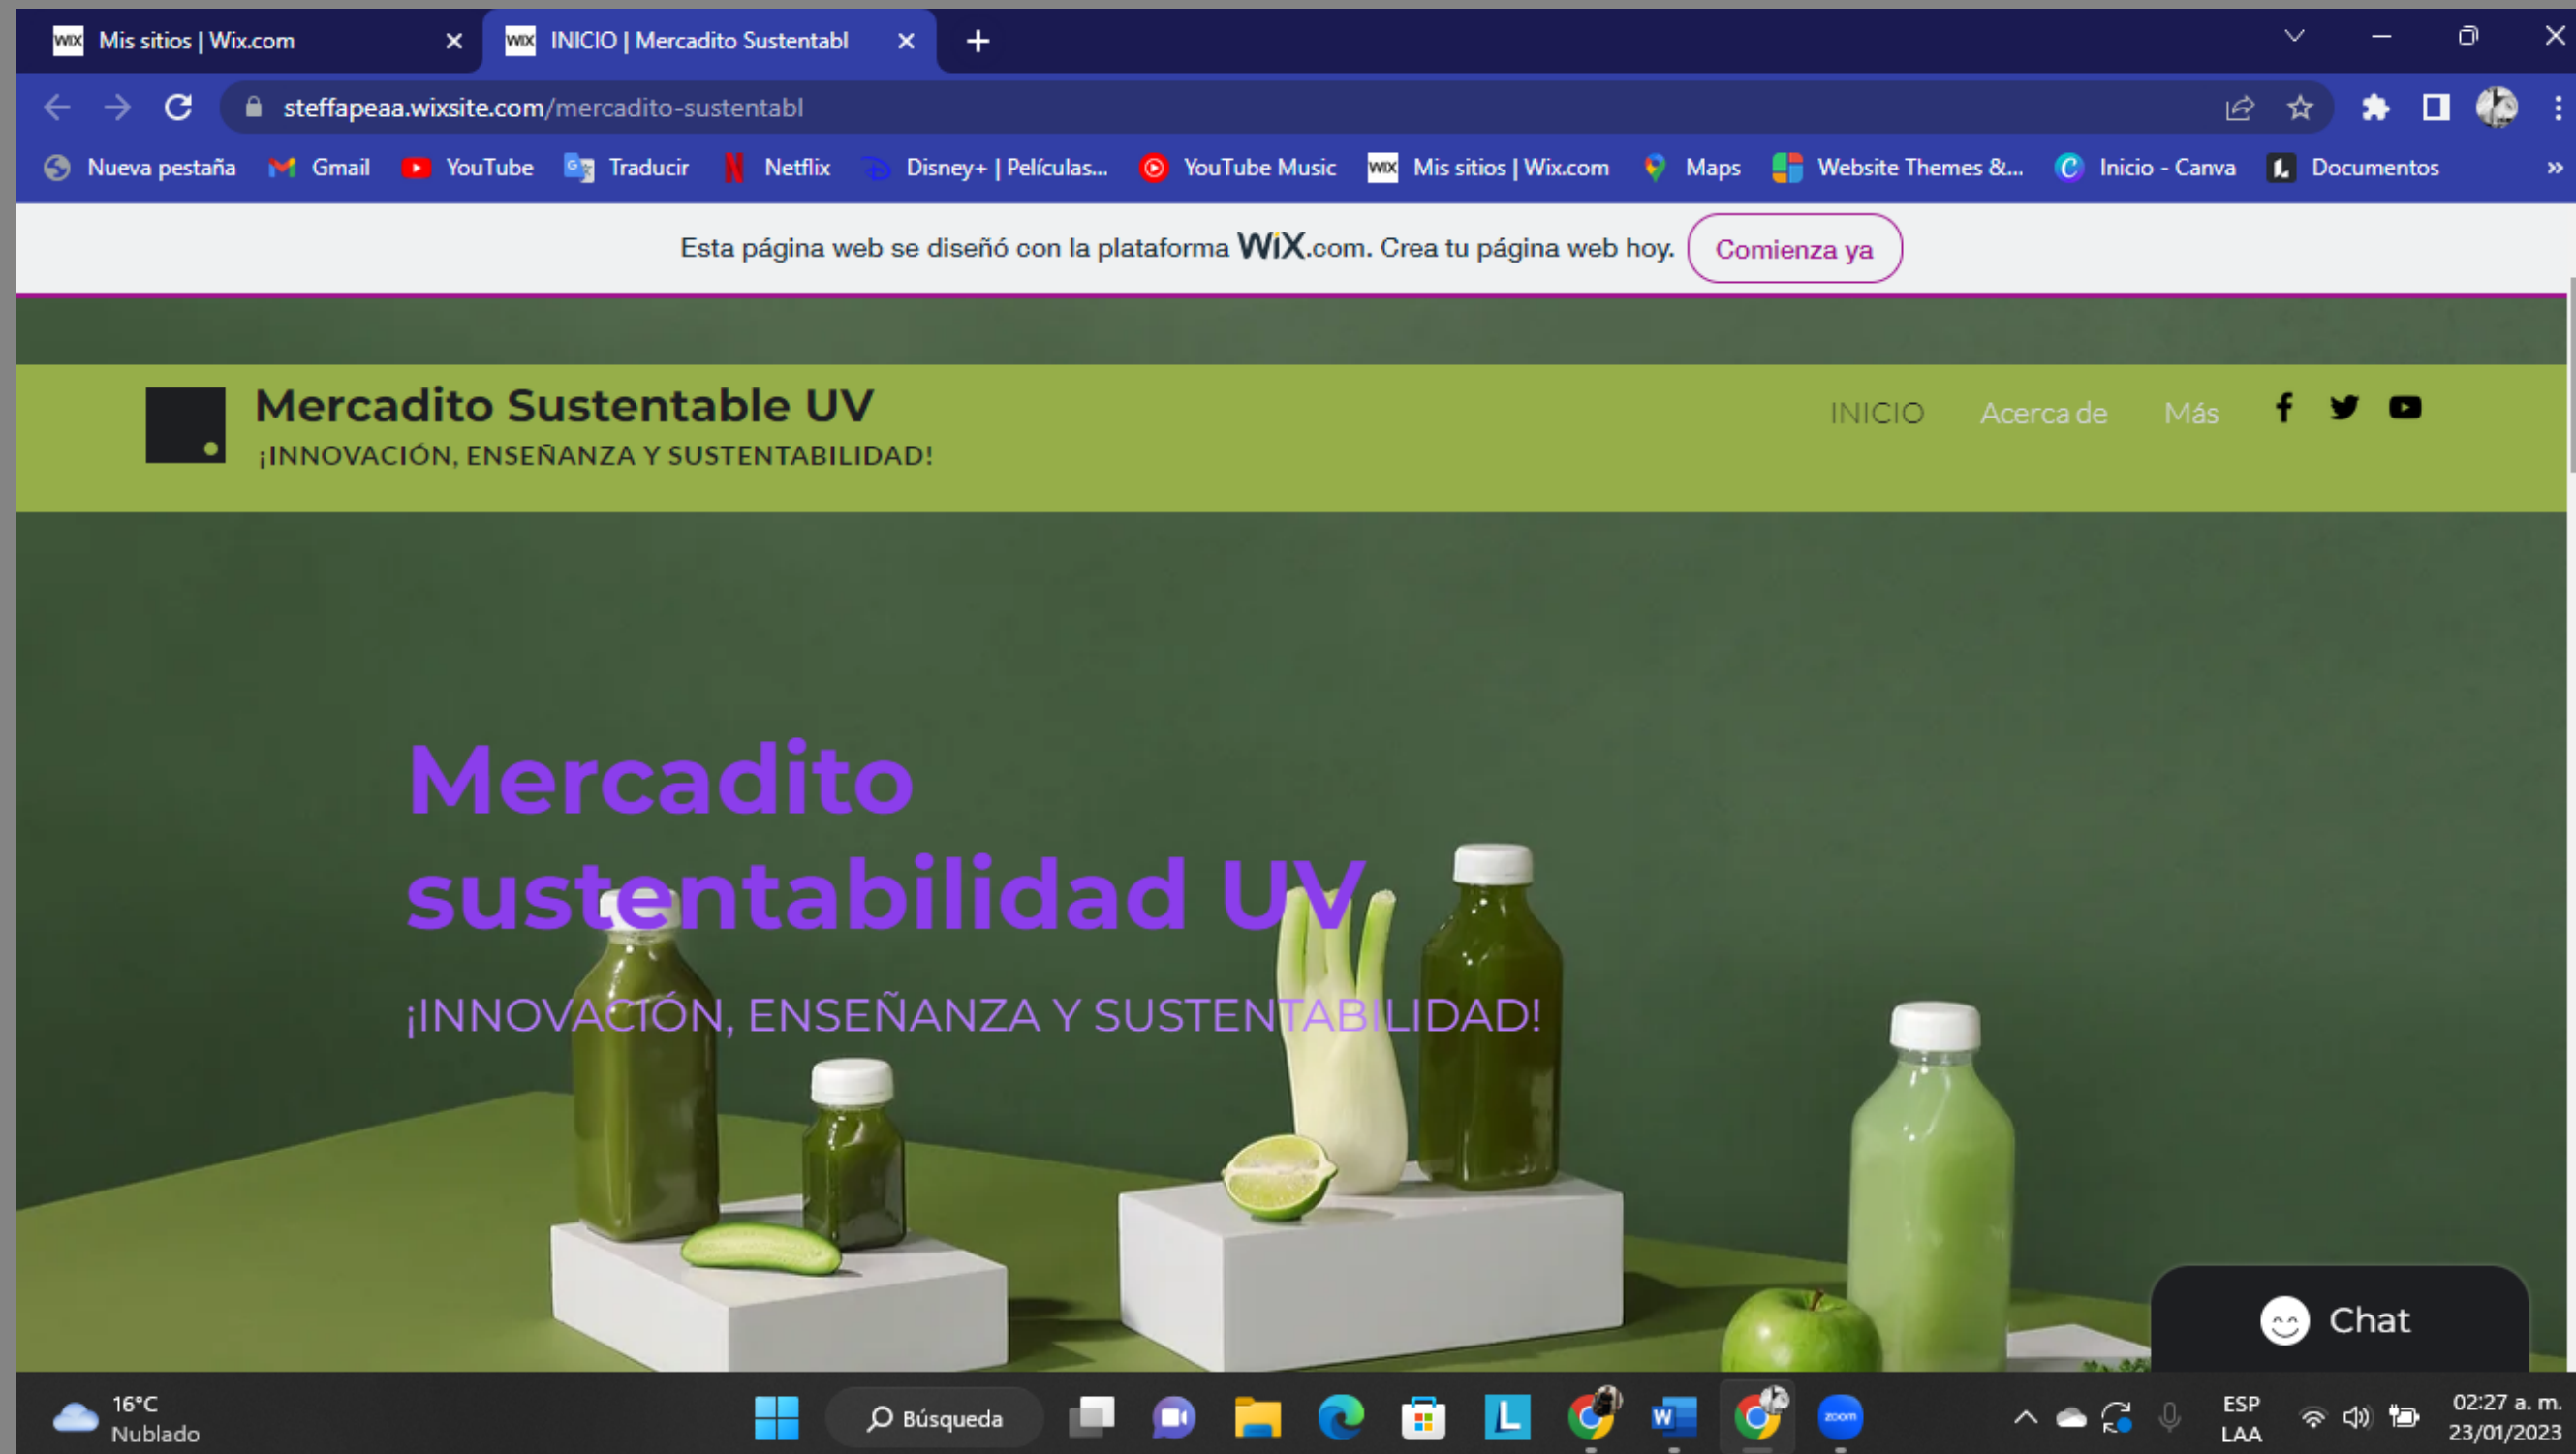 WIX Mis sitios | Wix.com
WIX INICIO | Mercadito Sustentabl
steffapeaa.wixsite.com/mercadito-sustentabl
Nueva pestaña Gmail YouTube Traducir Netflix Disney+ | Películas... YouTube Music WIX Mis sitios | Wix.com Maps Website Themes &... Inicio - Canva Documentos »
Esta página web se diseñó con la plataforma WiX.com. Crea tu página web hoy. Comienza ya
Mercadito Sustentable UV
¡INNOVACIÓN, ENSEÑANZA Y SUSTENTABILIDAD!
INICIO Acerca de Más
Mercadito
sustentabilidad UV
¡INNOVACIÓN, ENSEÑANZA Y SUSTENTABILIDAD!
Chat
16°C
Nublado
Búsqueda
zoom
ESP
LAA
02:27 a. m.
23/01/2023